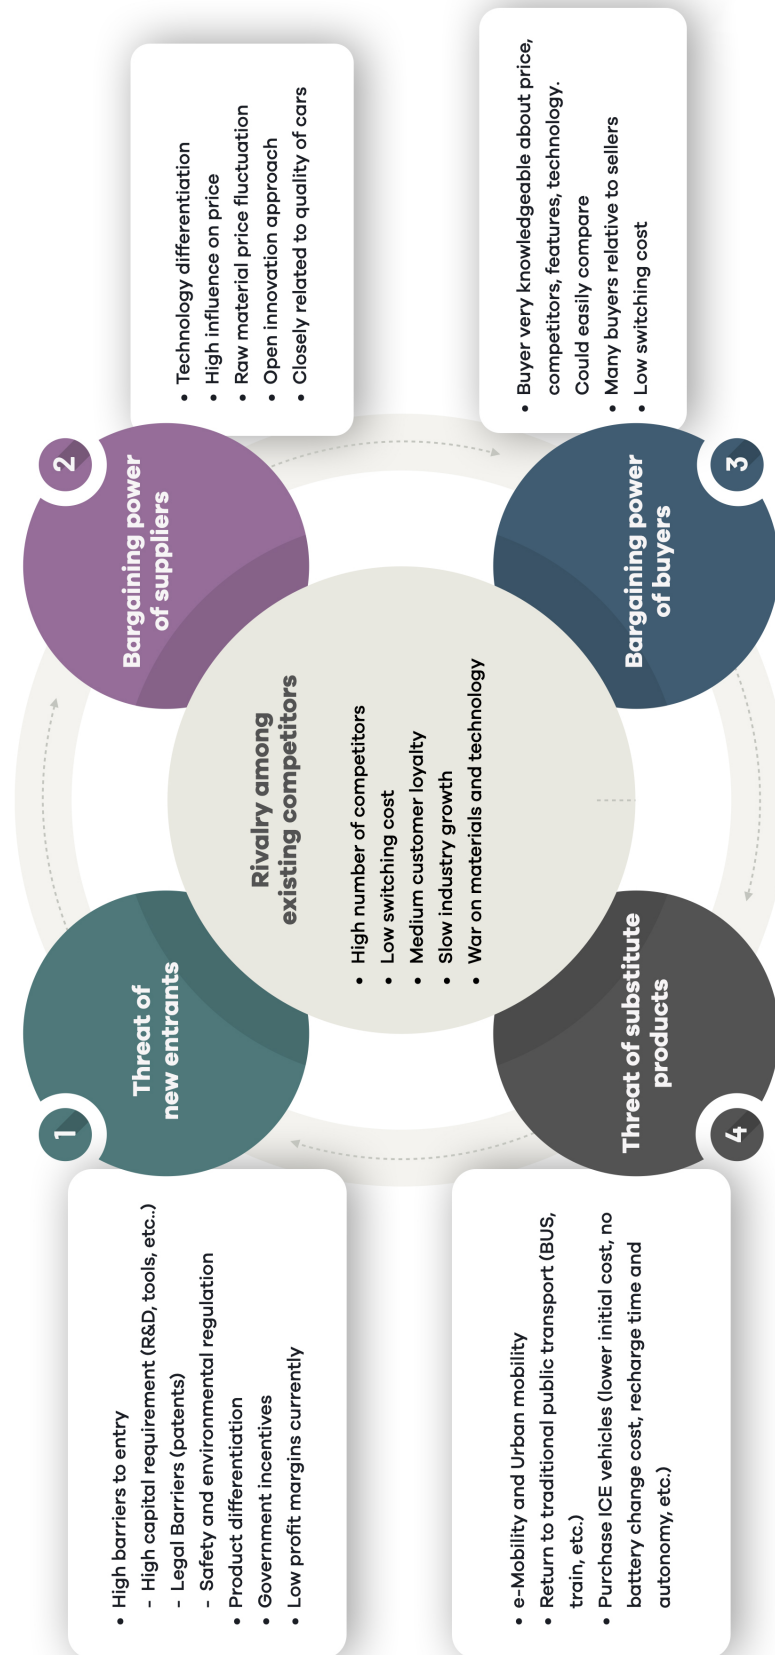 1
Threat of
new entrants
• High barriers to entry
- High capital requirement (R&D, tools, etc..)
- Legal Barriers (patents)
- Safety and environmental regulation
• Product differentiation
• Government incentives
• Low profit margins currently
2
Bargaining power
of suppliers
• Technology differentiation
• High influence on price
• Raw material price fluctuation
• Open innovation approach
• Closely related to quality of cars
Rivalry among
existing competitors
• High number of competitors
• Low switching cost
• Medium customer loyalty
• Slow industry growth
• War on materials and technology
4
Threat of substitute
products
• e-Mobility and Urban mobility
• Return to traditional public transport (BUS,
train, etc.)
• Purchase ICE vehicles (lower initial cost, no
battery change cost, recharge time and
autonomy, etc.)
3
Bargaining power
of buyers
• Buyer very knowledgeable about price,
competitors, features, technology.
Could easily compare
• Many buyers relative to sellers
• Low switching cost